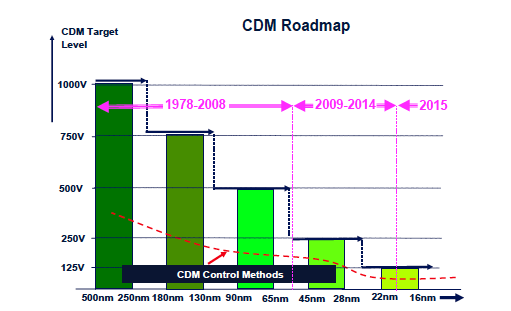 CDM Roadmap
CDM Target
Level
1000V
1978-2008
2009-2014
2015
750V
500V
250V
125V
CDM Control Methods
500nm 250nm 180nm 130nm 90nm 65nm 45nm 28nm 22nm 16nm